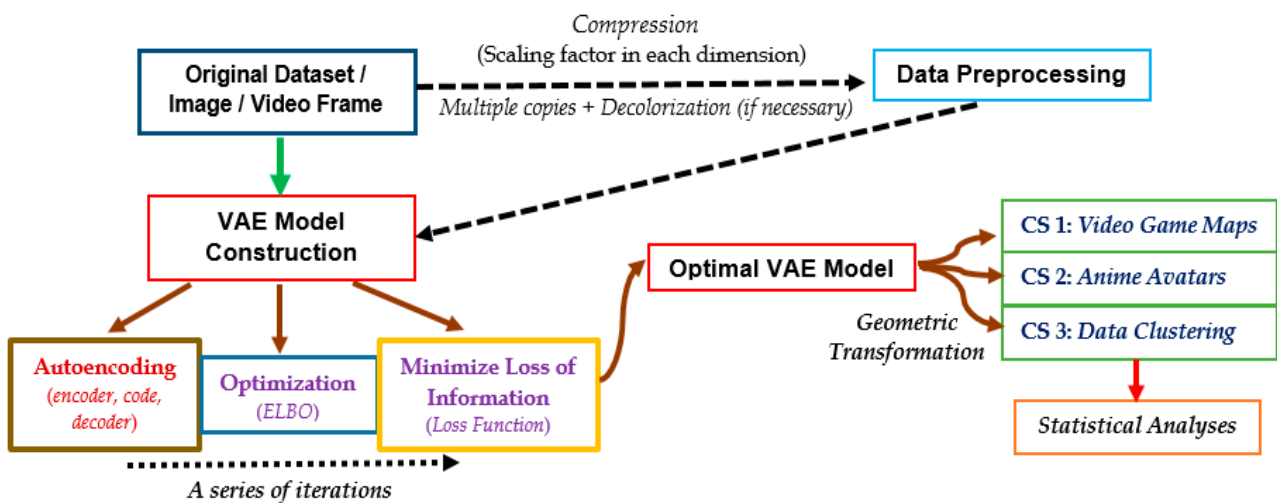 Compression
(Scaling factor in each dimension)
Original Dataset /
Image / Video Frame
Data Preprocessing
Multiple copies + Decolorization (if necessary)
VAE Model
Construction
Optimal VAE Model
CS 1: Video Game Maps
CS 2: Anime Avatars
CS 3: Data Clustering
Geometric
Transformation
Autoencoding
(encoder, code,
decoder)
Optimization
(ELBO)
Minimize Loss of
Information
(Loss Function)
Statistical Analyses
A series of iterations